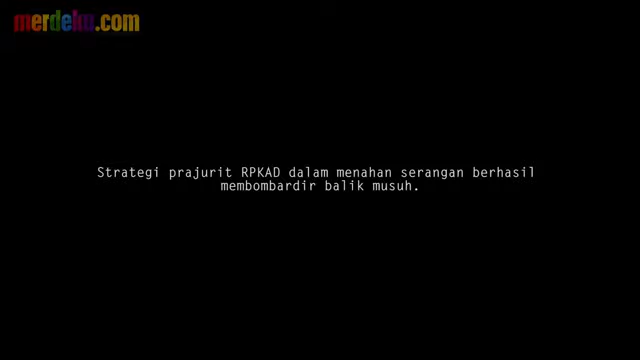 merdeka.com
Strategi prajurit RPKAD dalam menahan serangan berhasil
membombardir balik musuh.